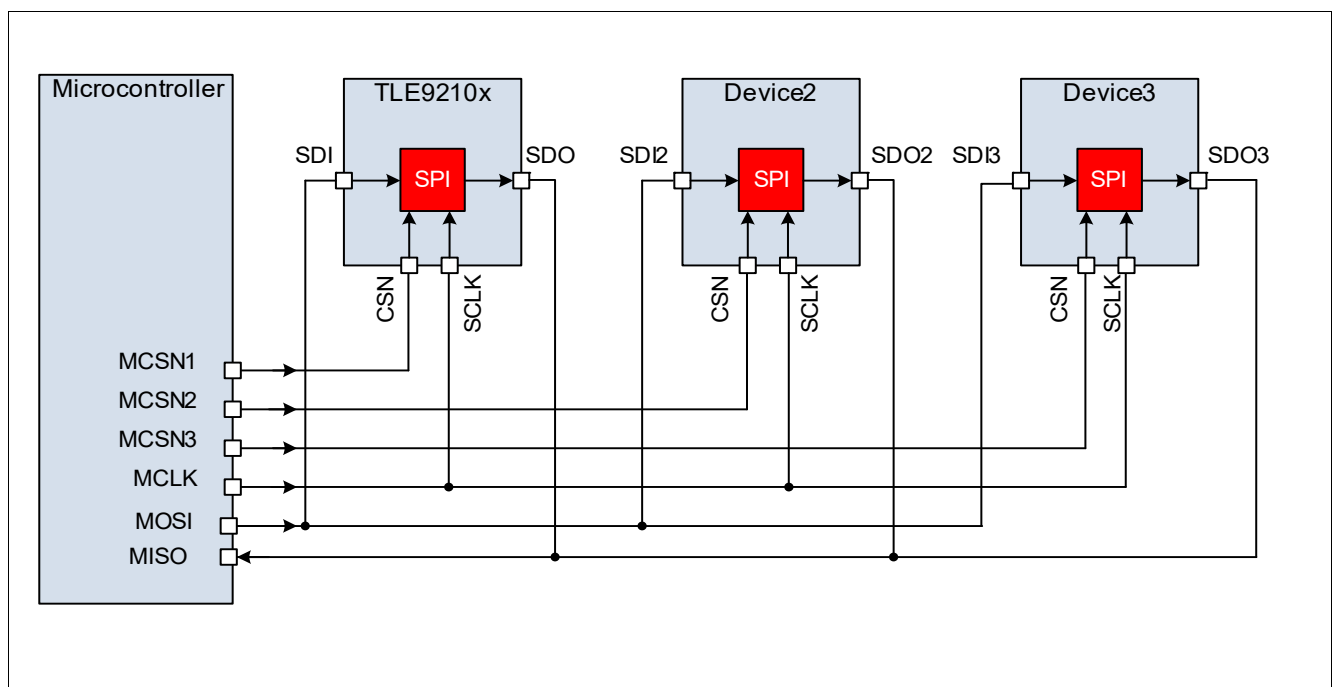 Microcontroller
TLE9210x
Device2
Device3
SDI
SPI
SDO
SDI2
SPI
SDO2
SDI3
SPI
SDO3
CSN
SCLK
CSN
SCLK
CSN
SCLK
MCSN1
MCSN2
MCSN3
MCLK
MOSI
MISO